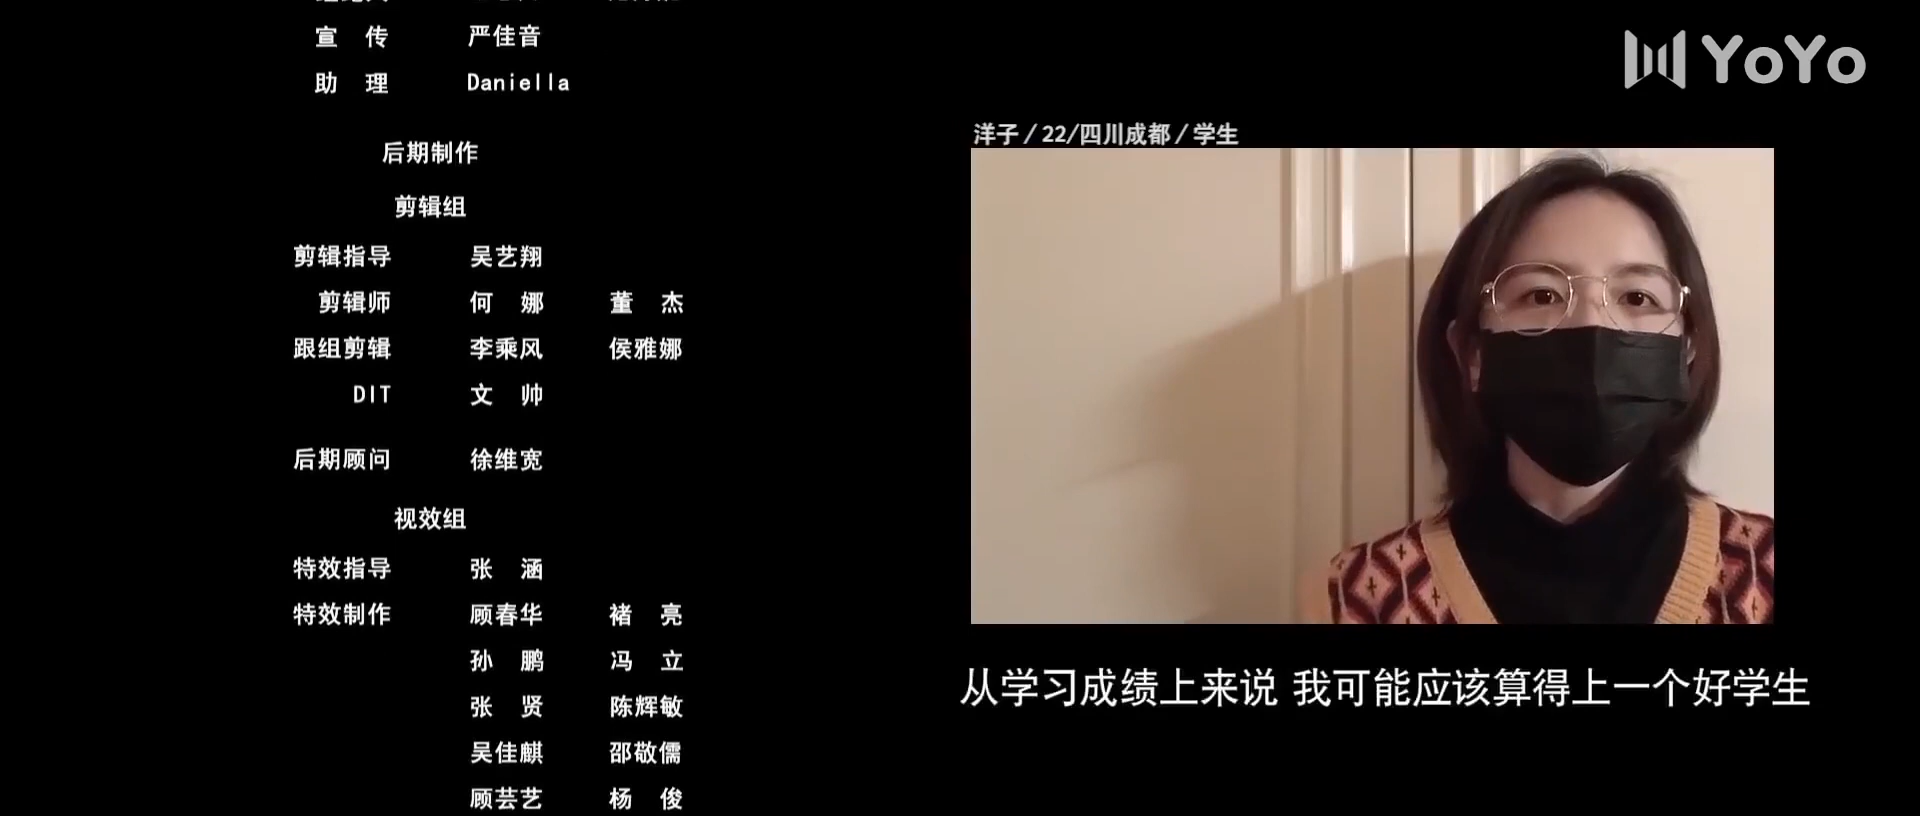 宣 传 严佳音
助 理 Daniella
后期制作
剪辑组
剪辑指导 吴艺翔
剪辑师 何 娜 董 杰
跟组剪辑 李乘风 侯雅娜
DIT 文 帅
后期顾问 徐维宽
视效组
特效指导 张 涵
特效制作 顾春华 褚 亮
孙 鹏 冯 立
张 贤 陈辉敏
吴佳麒 邵敬儒
顾芸艺 杨 俊
YoYo
洋子 / 22/四川成都 / 学生
从学习成绩上来说 我可能应该算得上一个好学生